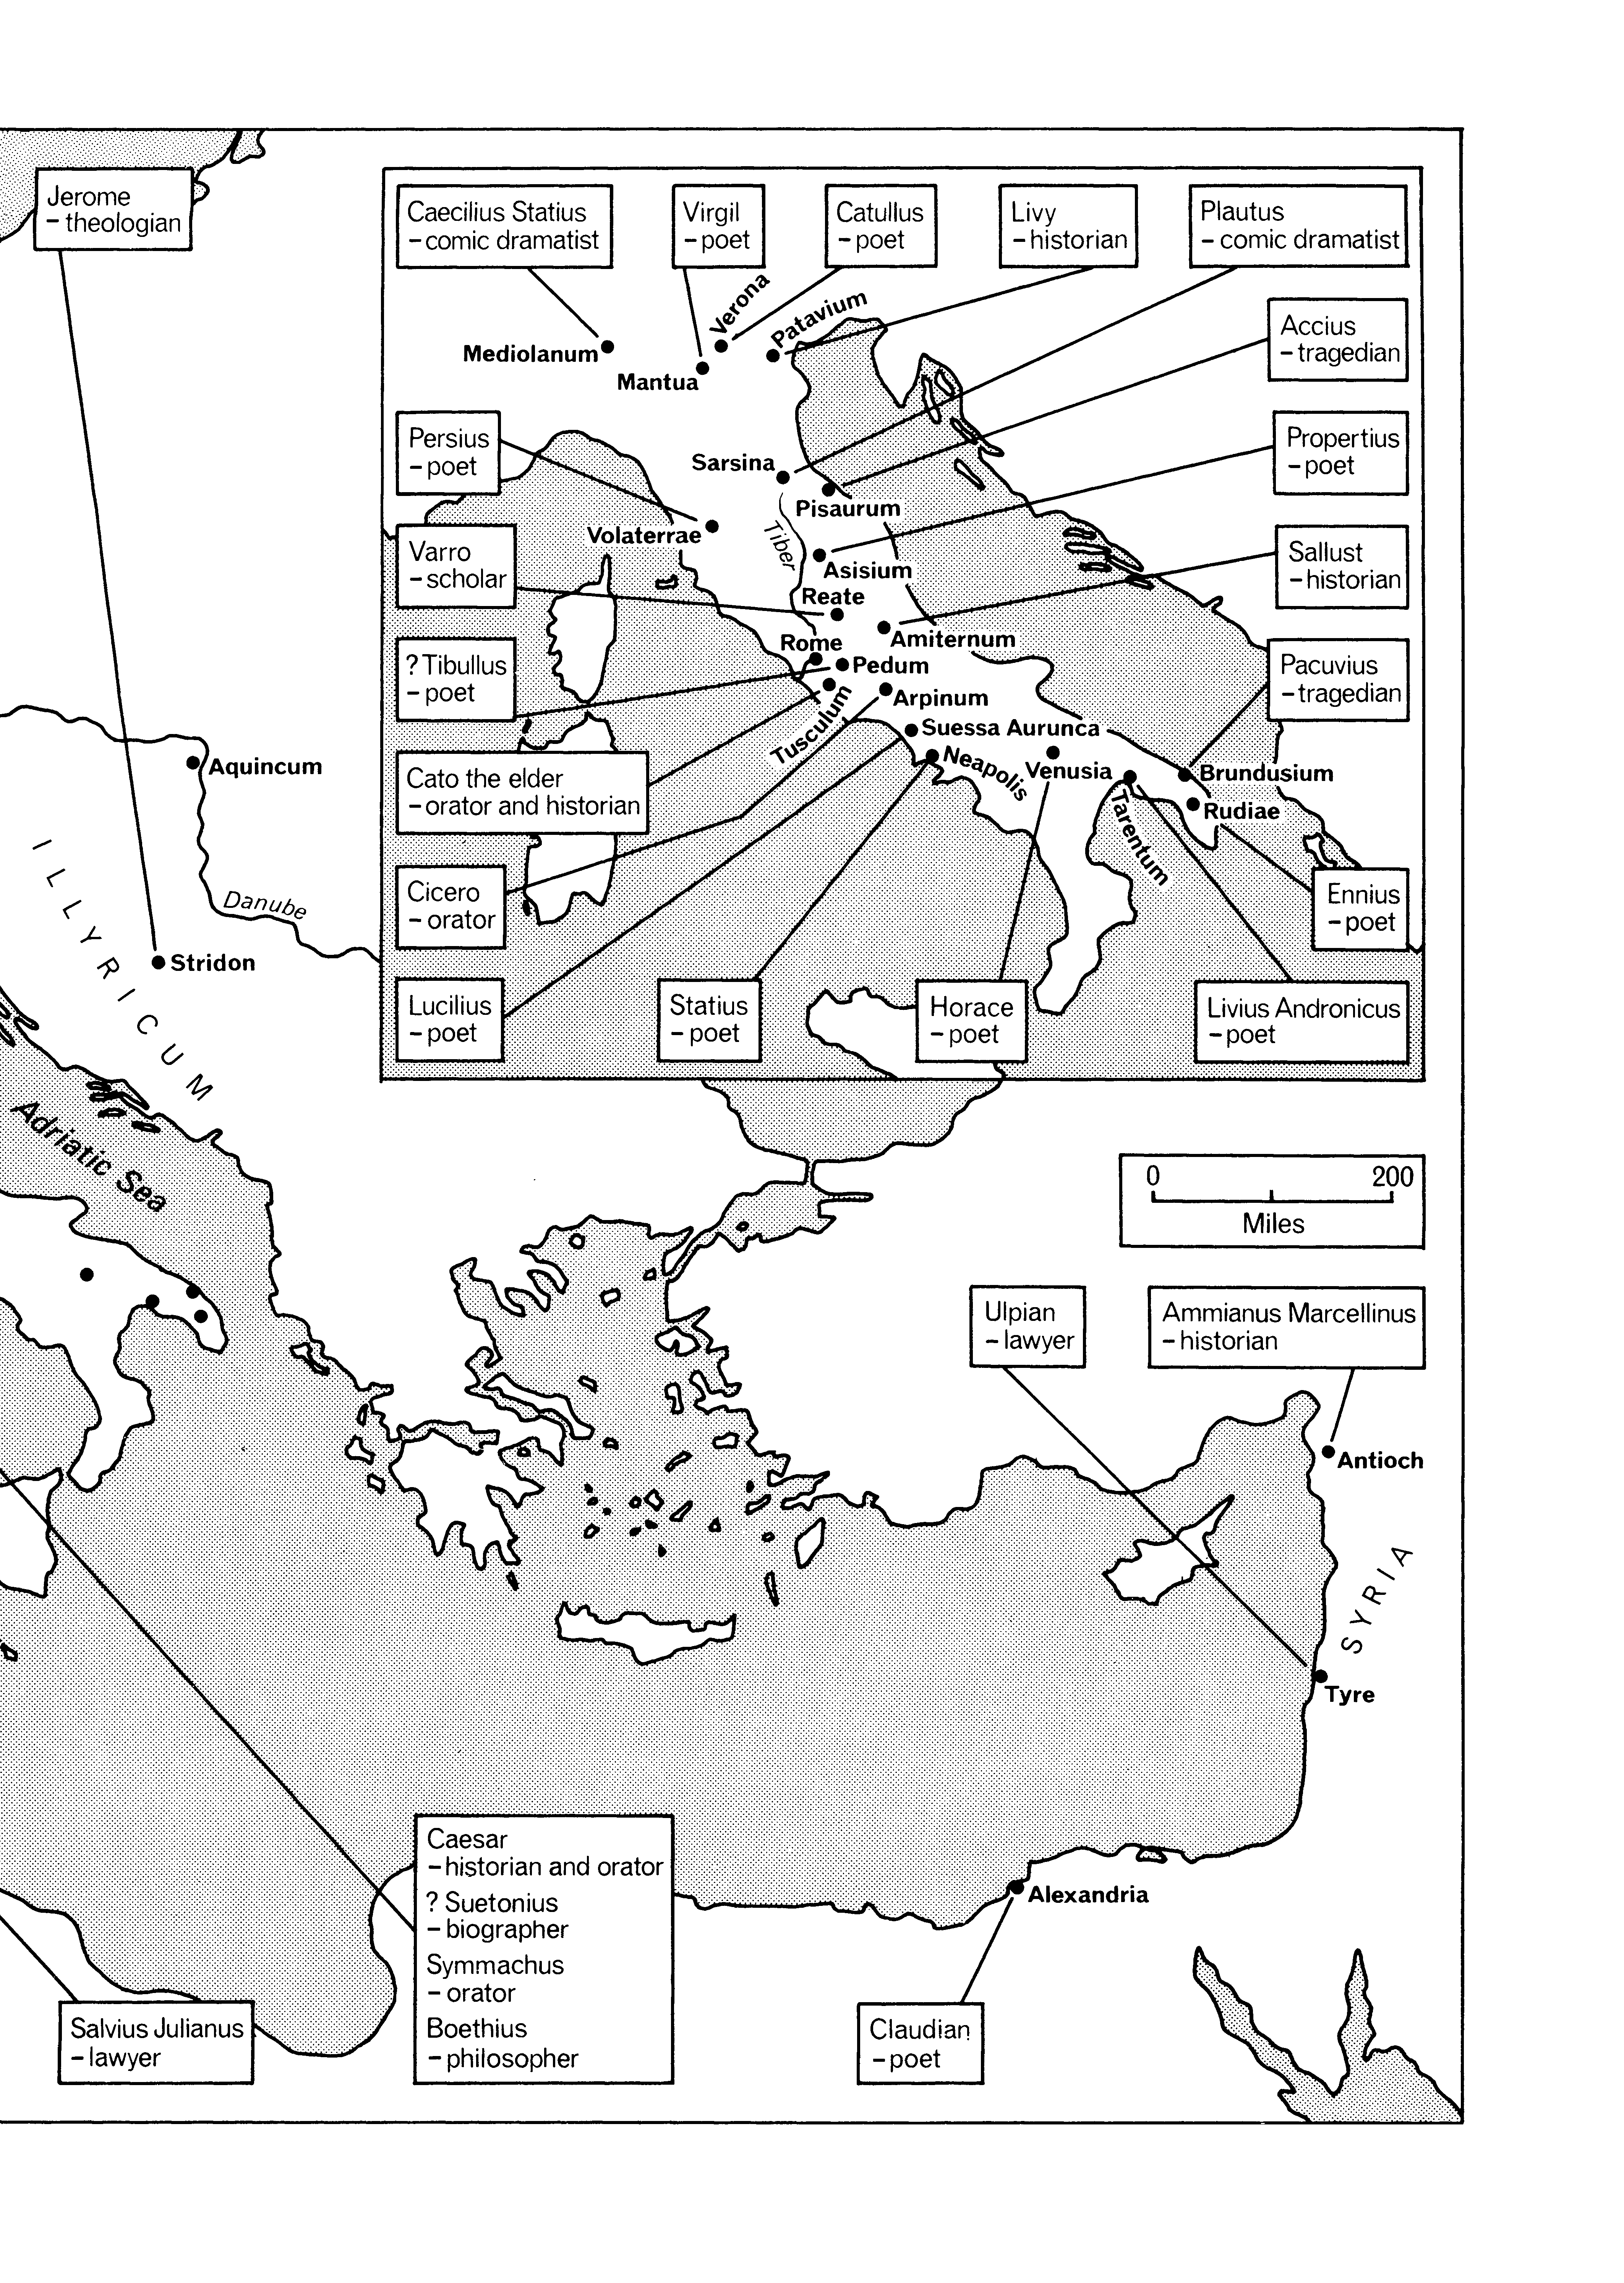 Jerome
– theologian
Caecilius Statius
– comic dramatist
Virgil
– poet
Catullus
– poet
Livy
– historian
Plautus
– comic dramatist
Accius
– tragedian
Verona
Patavium
Mediolanum
Mantua
Persius
– poet
Propertius
– poet
Sarsina
Pisaurum
Volaterrae
Tiber
Varro
– scholar
Sallust
– historian
Asisium
Reate
Amiternum
Rome
Pedum
? Tibullus
– poet
Pacuvius
– tragedian
Arpinum
Tusculum
Suessa Aurunca
Neapolis
Venusia
Brundusium
Tarentum
Rudiae
Cato the elder
– orator and historian
Cicero
– orator
Ennius
– poet
Lucilius
– poet
Statius
– poet
Horace
– poet
Livius Andronicus
– poet
Aquincum
Danube
ILLYRICUM
Stridon
Adriatic Sea
0 200
Miles
Ulpian
– lawyer
Ammianus Marcellinus
– historian
Antioch
SYRIA
Tyre
Caesar
– historian and orator
? Suetonius
– biographer
Symmachus
– orator
Boethius
– philosopher
Alexandria
Salvius Julianus
– lawyer
Claudian
– poet